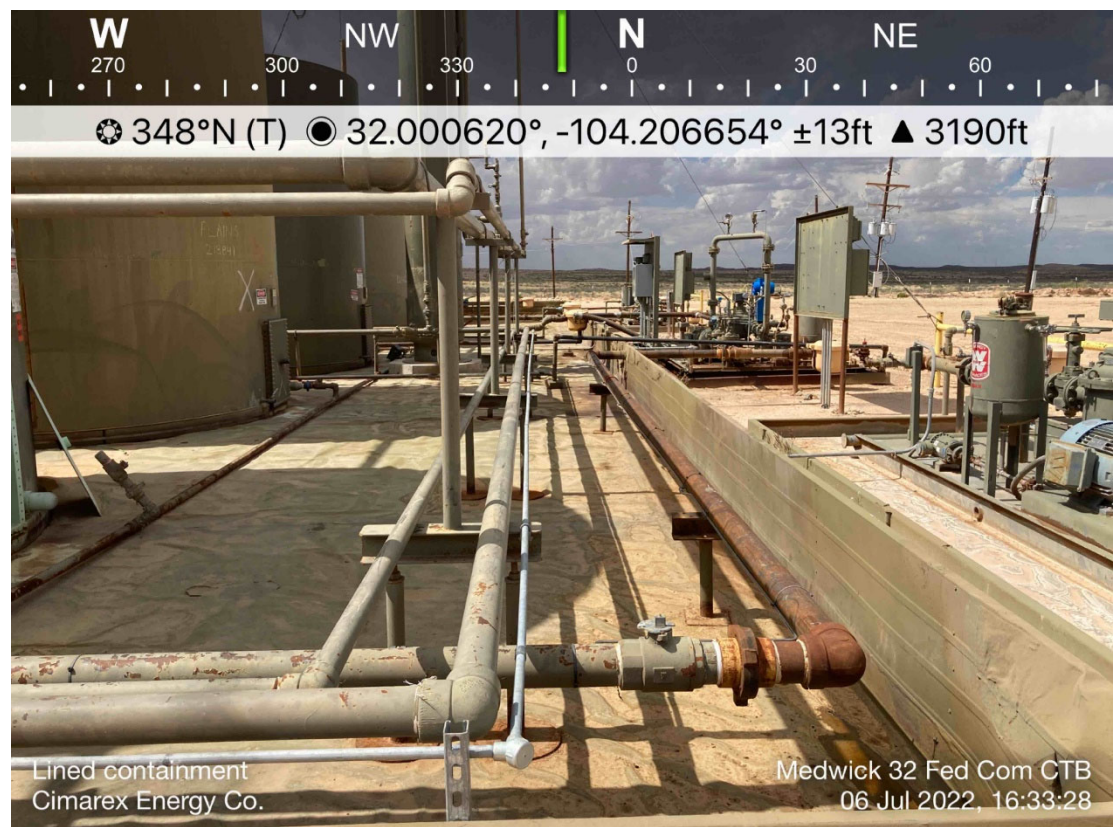 W NW N NE
270 300 330 0 30 60
348°N (T) 32.000620°, -104.206654° ±13ft ▲ 3190ft
Lined containment
Cimarex Energy Co.
Medwick 32 Fed Com CTB
06 Jul 2022, 16:33:28